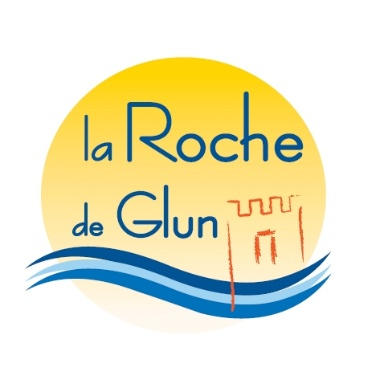 la Roche
de Glun